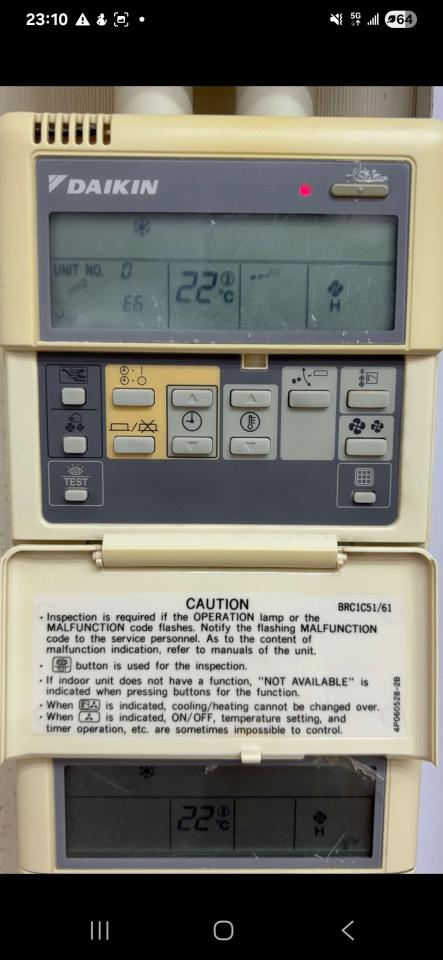 23:10
5G
64
DAIKIN
UNIT NO. 0
E6
22 °C
H
TEST
CAUTION
BRC1C51/61
· Inspection is required if the OPERATION lamp or the
MALFUNCTION code flashes. Notify the flashing MALFUNCTION
code to the service personnel. As to the content of
malfunction indication, refer to manuals of the unit.
· button is used for the inspection.
· If indoor unit does not have a function, "NOT AVAILABLE" is
indicated when pressing buttons for the function.
· When is indicated, cooling/heating cannot be changed over.
· When is indicated, ON/OFF, temperature setting, and
timer operation, etc. are sometimes impossible to control.
4P060528-2B
22 °C
H